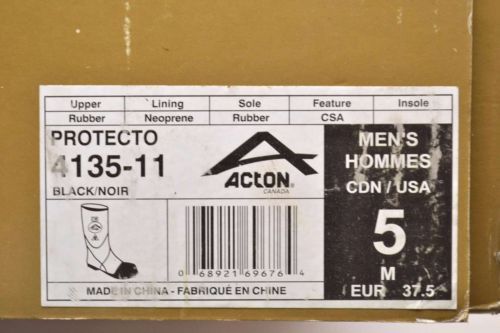 Upper Lining Sole Feature Insole
Rubber Neoprene Rubber CSA
PROTECTO
4135-11
BLACK/NOIR
ACTON
CANADA
MEN'S
HOMMES
CDN / USA
5
M
EUR 37.5
0 68921 69676 4
MADE IN CHINA - FABRIQUÉ EN CHINE